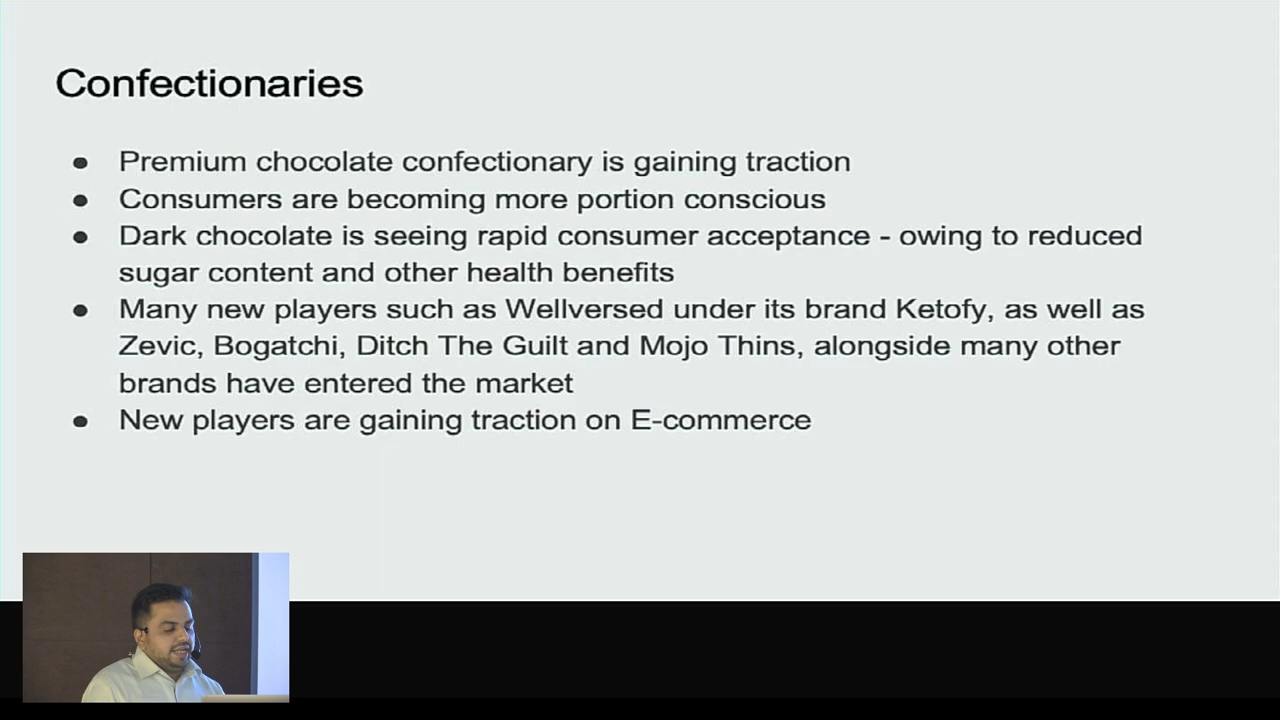 Confectionaries
● Premium chocolate confectionary is gaining traction
● Consumers are becoming more portion conscious
● Dark chocolate is seeing rapid consumer acceptance - owing to reduced
sugar content and other health benefits
● Many new players such as Wellversed under its brand Ketofy, as well as
Zevic, Bogatchi, Ditch The Guilt and Mojo Thins, alongside many other
brands have entered the market
● New players are gaining traction on E-commerce